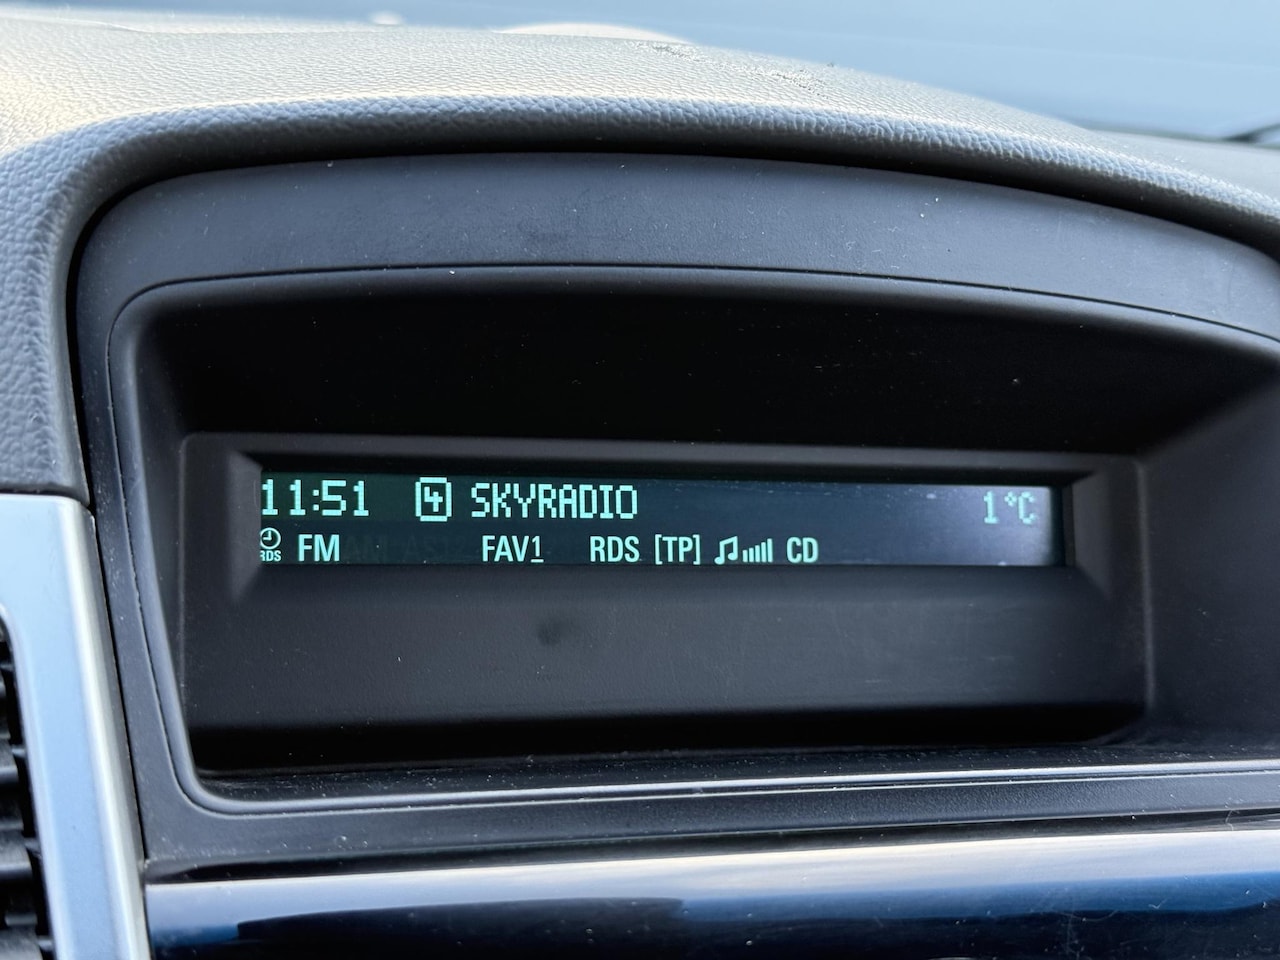 11:51 4 SKYRADIO 1°C
RDS FM FAV1 RDS [TP] CD